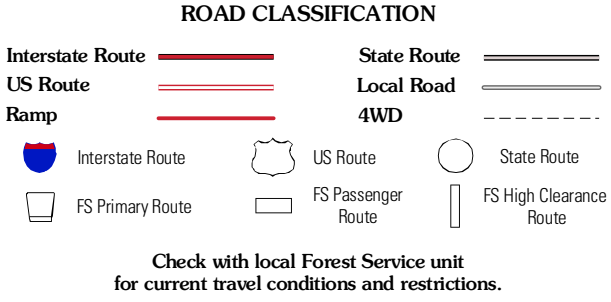 ROAD CLASSIFICATION
Interstate Route
State Route
US Route
Local Road
Ramp
4WD
Interstate Route
US Route
State Route
FS Primary Route
FS Passenger
Route
FS High Clearance
Route
Check with local Forest Service unit
for current travel conditions and restrictions.